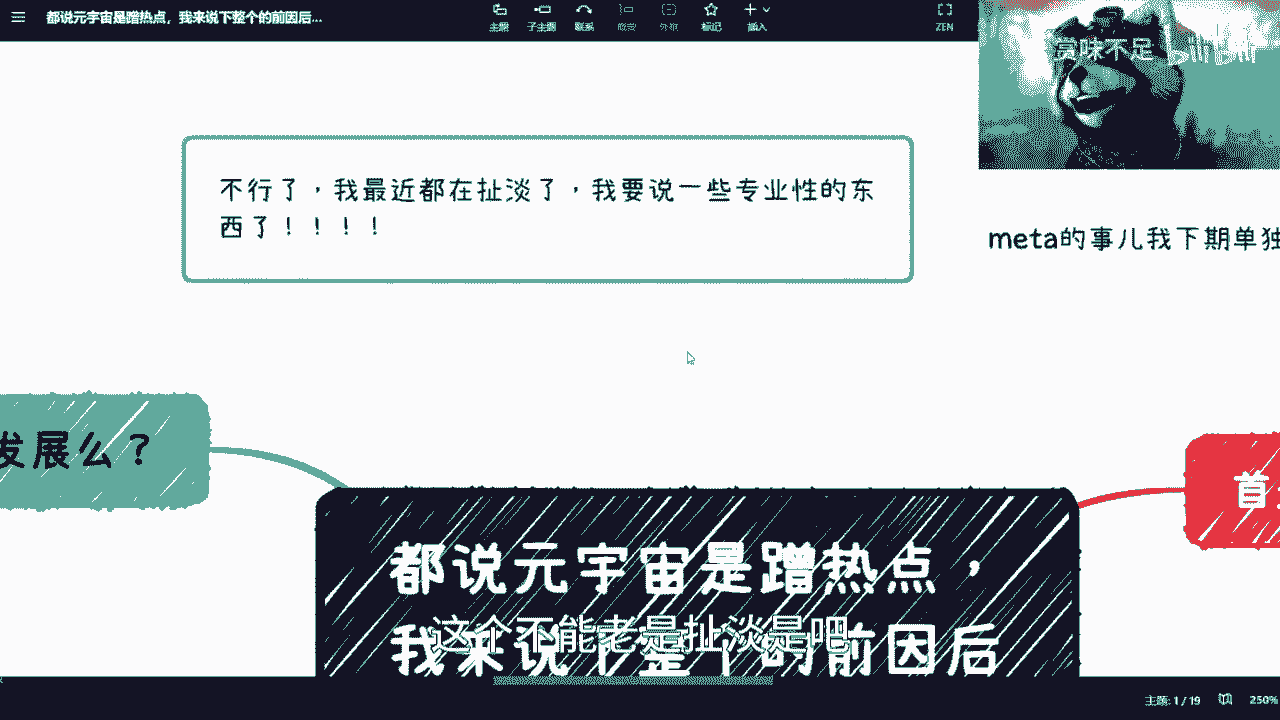 都说元宇宙是蹭热点，我来说下整个的前因后...
主题 子主题 联系 概要 外框 标记 插入 ZEN
赏味不足 bilibili
不行了，我最近都在扯淡了，我要说一些专业性的东
西了！！！！
meta的事儿我下期单独
发展么？
首
都说元宇宙是蹭热点，
我来说下整个的前因后
这个不能老是扯淡是吧
主题: 1 / 19 250%